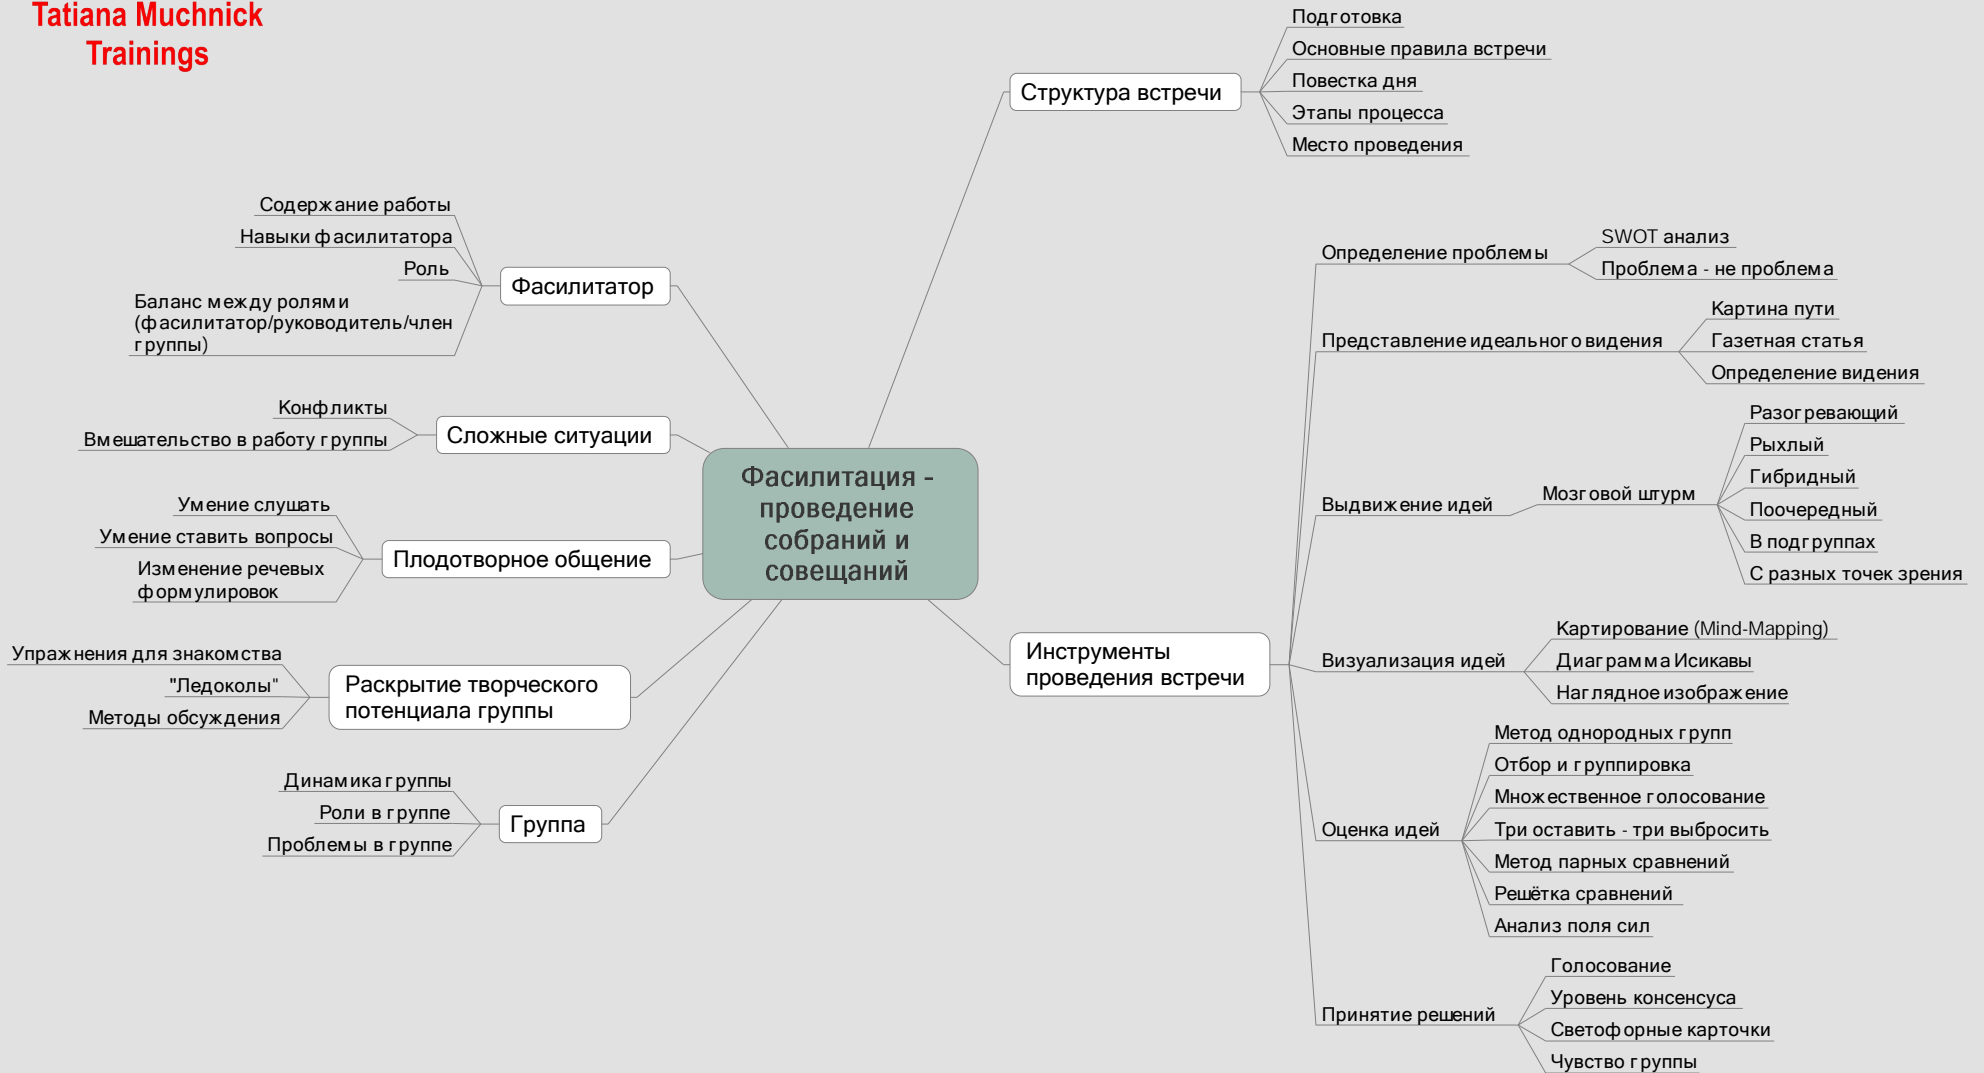 Tatiana Muchnick
Trainings
Фасилитация -
проведение
собраний и
совещаний
Структура встречи
Подготовка
Основные правила встречи
Повестка дня
Этапы процесса
Место проведения
Инструменты
проведения встречи
Определение проблемы
SWOT анализ
Проблема - не проблема
Представление идеального видения
Картина пути
Газетная статья
Определение видения
Выдвижение идей
Мозговой штурм
Разогревающий
Рыхлый
Гибридный
Поочередный
В подгруппах
С разных точек зрения
Визуализация идей
Картирование (Mind-Mapping)
Диаграмма Исикавы
Наглядное изображение
Оценка идей
Метод однородных групп
Отбор и группировка
Множественное голосование
Три оставить - три выбросить
Метод парных сравнений
Решётка сравнений
Анализ поля сил
Принятие решений
Голосование
Уровень консенсуса
Светофорные карточки
Чувство группы
Фасилитатор
Содержание работы
Навыки фасилитатора
Роль
Баланс между ролями
(фасилитатор/руководитель/член
группы)
Сложные ситуации
Конфликты
Вмешательство в работу группы
Плодотворное общение
Умение слушать
Умение ставить вопросы
Изменение речевых
формулировок
Раскрытие творческого
потенциала группы
Упражнения для знакомства
"Ледоколы"
Методы обсуждения
Группа
Динамика группы
Роли в группе
Проблемы в группе